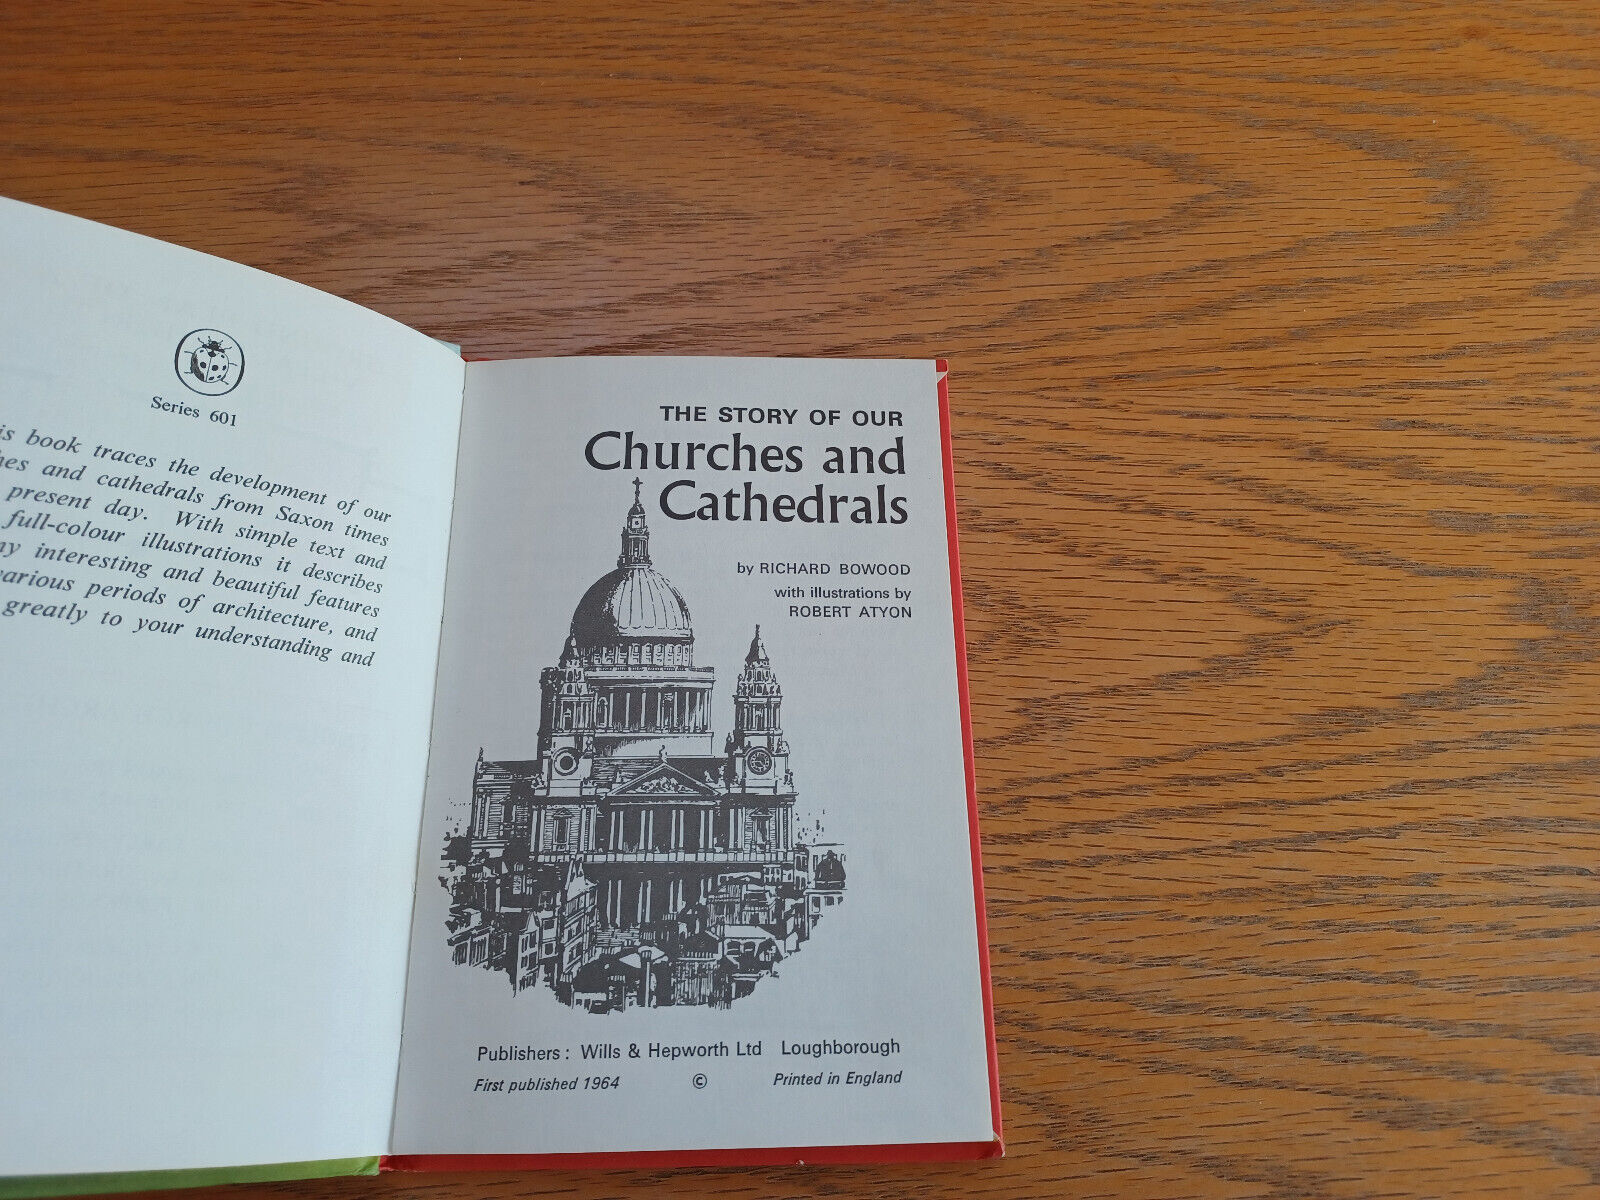 Series 601
is book traces the development of our
hes and cathedrals from Saxon times
present day. With simple text and
full-colour illustrations it describes
ny interesting and beautiful features
various periods of architecture, and
greatly to your understanding and
THE STORY OF OUR
Churches and
Cathedrals
by RICHARD BOWOOD
with illustrations by
ROBERT ATYON
Publishers: Wills & Hepworth Ltd Loughborough
First published 1964 © Printed in England